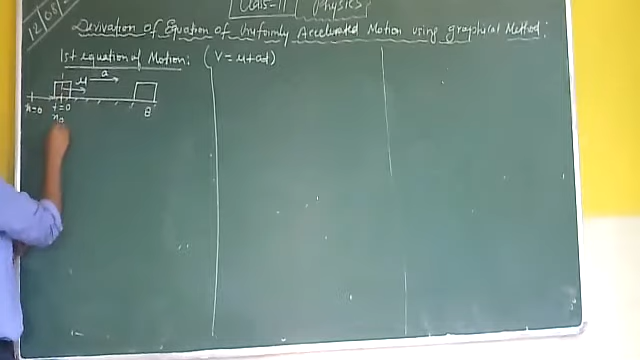 12/08/
Class-11 Physics
Derivation of Equation of Uniformly Accelerated Motion using graphical Method:
1st equation of Motion: (V=u+at)
a
u
x=0 t=0 B
x0